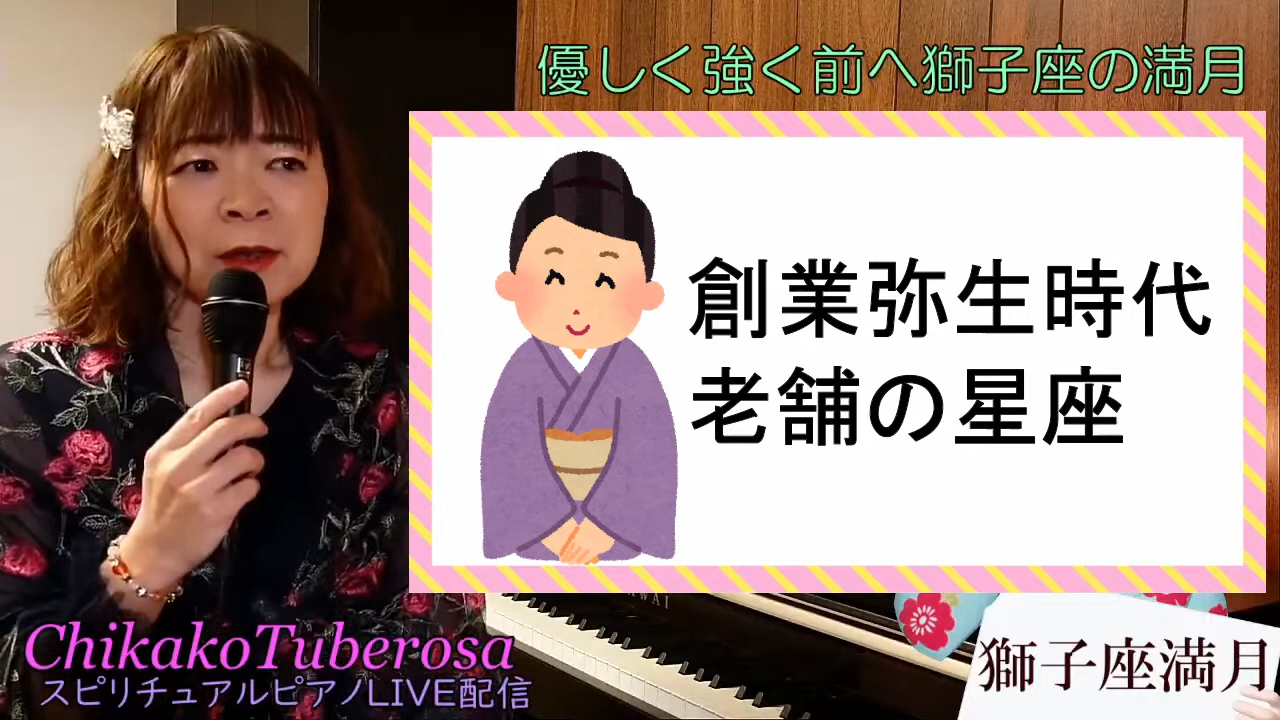 優しく強く前へ獅子座の満月
創業弥生時代
老舗の星座
WAI
ChikakoTuberosa
スピリチュアルピアノLIVE配信
獅子座満月